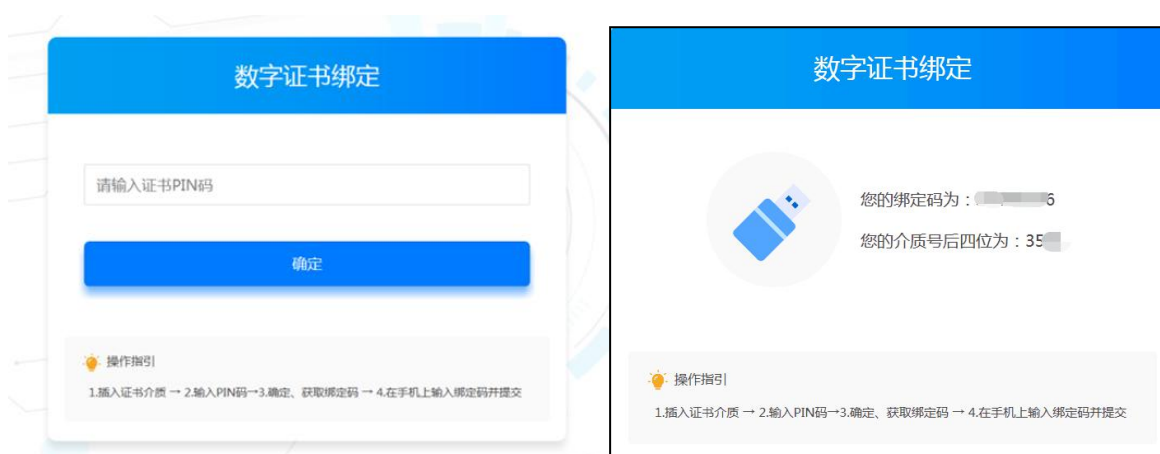 数字证书绑定
请输入证书PIN码
确定
操作指引
1.插入证书介质 → 2.输入PIN码→3.确定、获取绑定码 → 4.在手机上输入绑定码并提交
数字证书绑定
您的绑定码为：6
您的介质号后四位为：35
操作指引
1.插入证书介质 → 2.输入PIN码→3.确定、获取绑定码 → 4.在手机上输入绑定码并提交